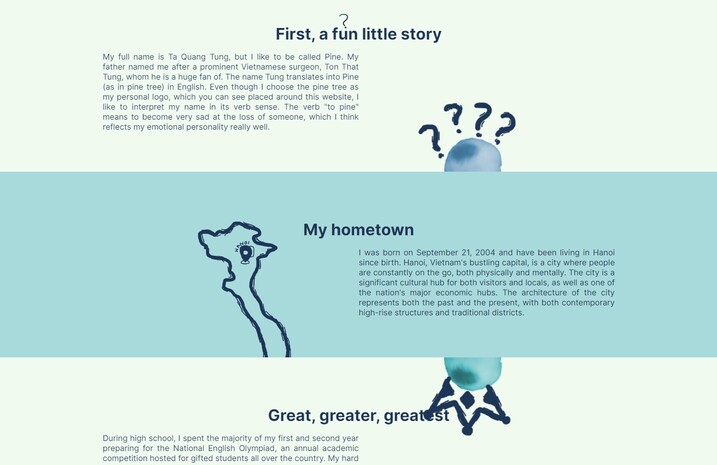 ?
First, a fun little story
My full name is Ta Quang Tung, but I like to be called Pine. My
father named me after a prominent Vietnamese surgeon, Ton That
Tung, whom he is a huge fan of. The name Tung translates into Pine
(as in pine tree) in English. Even though I choose the pine tree as
my personal logo, which you can see placed around this website, I
like to interpret my name in its verb sense. The verb "to pine"
means to become very sad at the loss of someone, which I think
reflects my emotional personality really well.
? ? ? ?
My hometown
HANOI
I was born on September 21, 2004 and have been living in Hanoi
since birth. Hanoi, Vietnam's bustling capital, is a city where people
are constantly on the go, both physically and mentally. The city is a
significant cultural hub for both visitors and locals, as well as one of
the nation's major economic hubs. The architecture of the city
represents both the past and the present, with both contemporary
high-rise structures and traditional districts.
Great, greater, greatest
During high school, I spent the majority of my first and second year
preparing for the National English Olympiad, an annual academic
competition hosted for gifted students all over the country. My hard